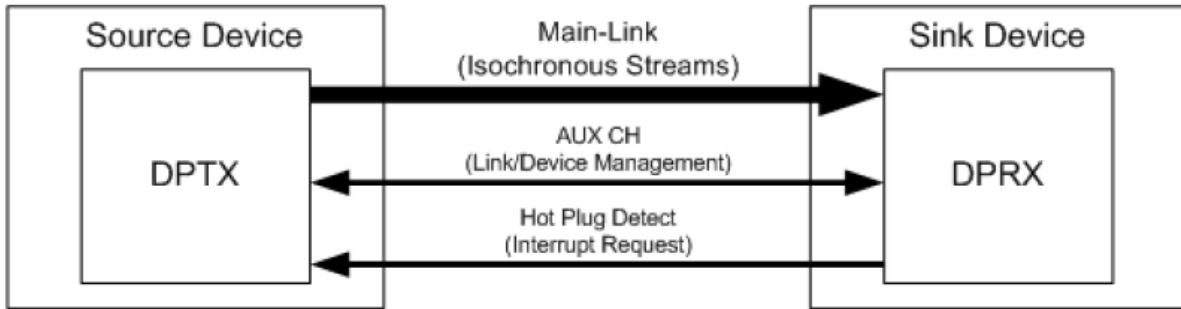 Source Device
DPTX
Main-Link
(Isochronous Streams)
AUX CH
(Link/Device Management)
Hot Plug Detect
(Interrupt Request)
Sink Device
DPRX